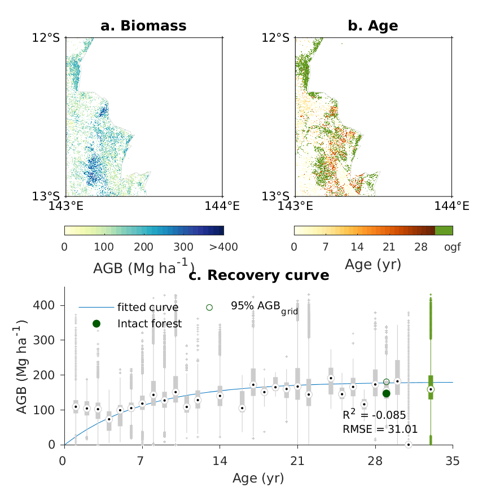 a. Biomass
b. Age
12°S
12°S
13°S
13°S
143°E
144°E
143°E
144°E
0 100 200 300 >400
0 7 14 21 28 ogf
AGB (Mg ha-1)
Age (yr)
c. Recovery curve
fitted curve
95% AGBgrid
Intact forest
400
300
200
100
0
AGB (Mg ha-1)
R2 = -0.085
RMSE = 31.01
0 7 14 21 28 35
Age (yr)